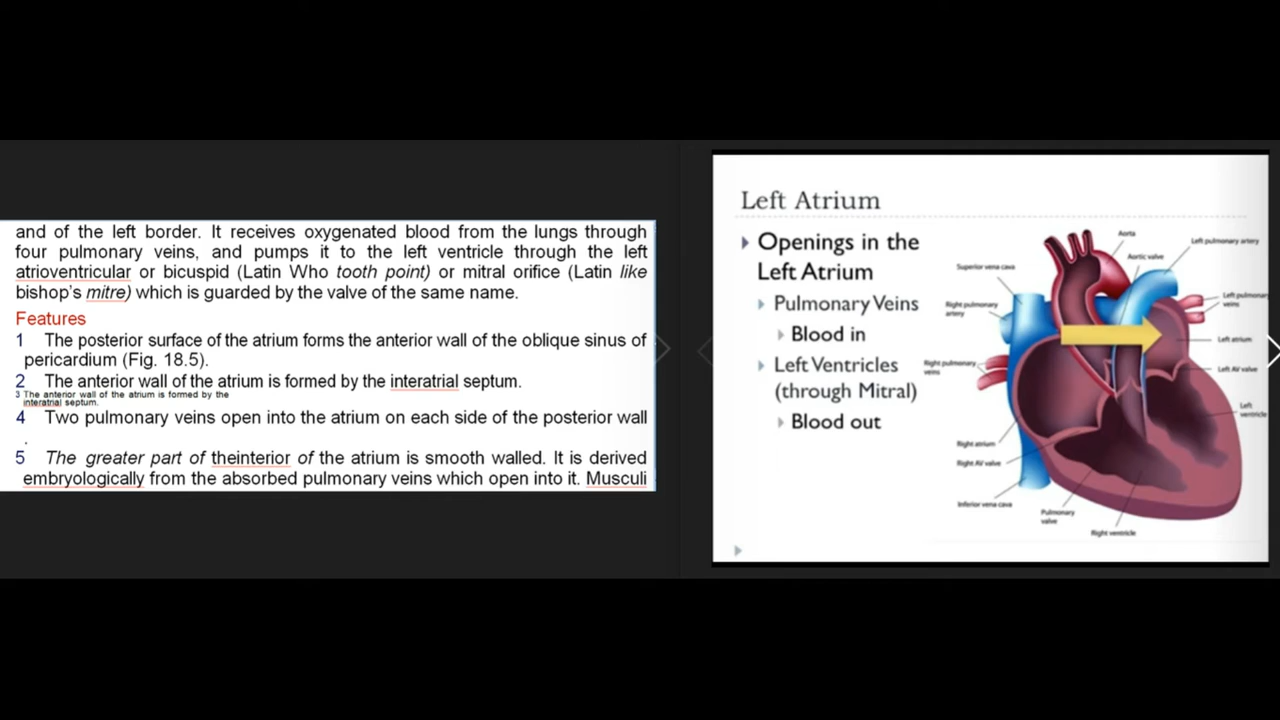 and of the left border. It receives oxygenated blood from the lungs through
four pulmonary veins, and pumps it to the left ventricle through the left
atrioventricular or bicuspid (Latin Who tooth point) or mitral orifice (Latin like
bishop's mitre) which is guarded by the valve of the same name.
Features
1 The posterior surface of the atrium forms the anterior wall of the oblique sinus of
pericardium (Fig. 18.5).
2 The anterior wall of the atrium is formed by the interatrial septum.
3 The anterior wall of the atrium is formed by the
interatrial septum.
4 Two pulmonary veins open into the atrium on each side of the posterior wall
.
5 The greater part of theinterior of the atrium is smooth walled. It is derived
embryologically from the absorbed pulmonary veins which open into it. Musculi
Left Atrium
Openings in the
Left Atrium
Pulmonary Veins
Blood in
Left Ventricles
(through Mitral)
Blood out
Aorta
Left pulmonary artery
Aortic valve
Superior vena cava
Left pulmonary
veins
Right pulmonary
artery
Left atrium
Right pulmonary
veins
Left AV valve
Left
ventricle
Right atrium
Right AV valve
Inferior vena cava
Pulmonary
valve
Right ventricle